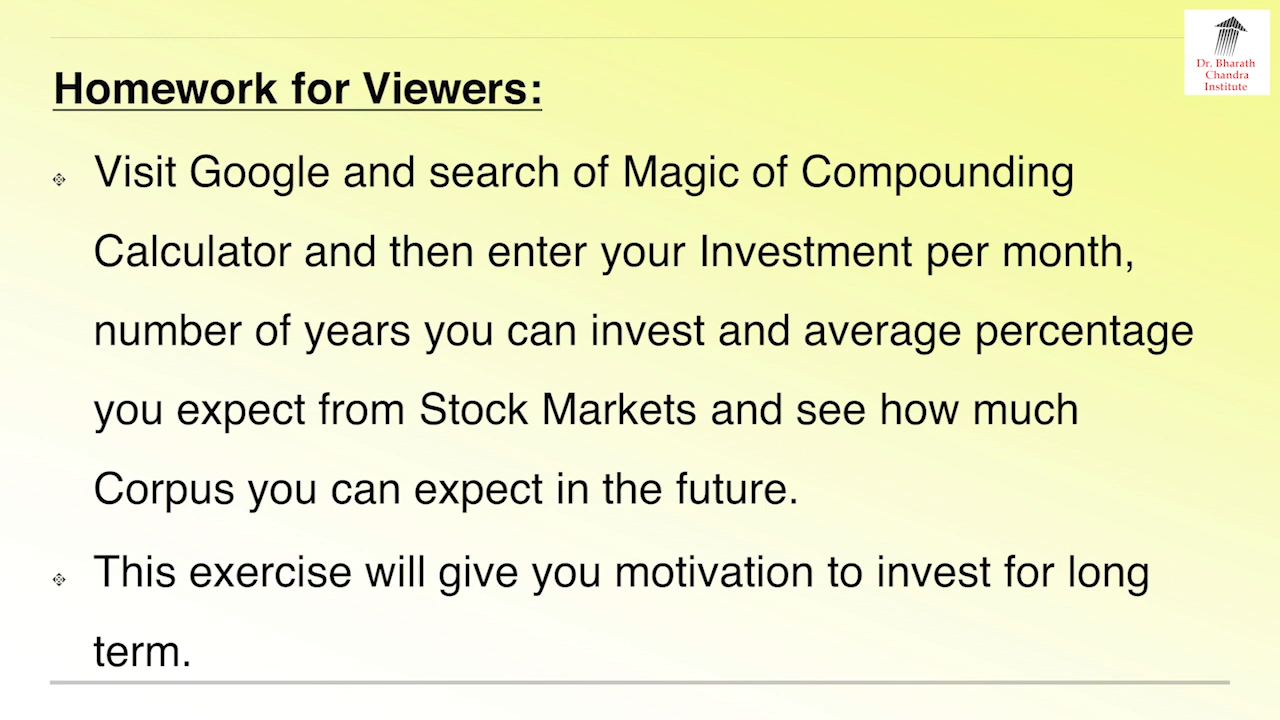 Dr. Bharath
Chandra
Institute
Homework for Viewers:
Visit Google and search of Magic of Compounding
Calculator and then enter your Investment per month,
number of years you can invest and average percentage
you expect from Stock Markets and see how much
Corpus you can expect in the future.
This exercise will give you motivation to invest for long
term.